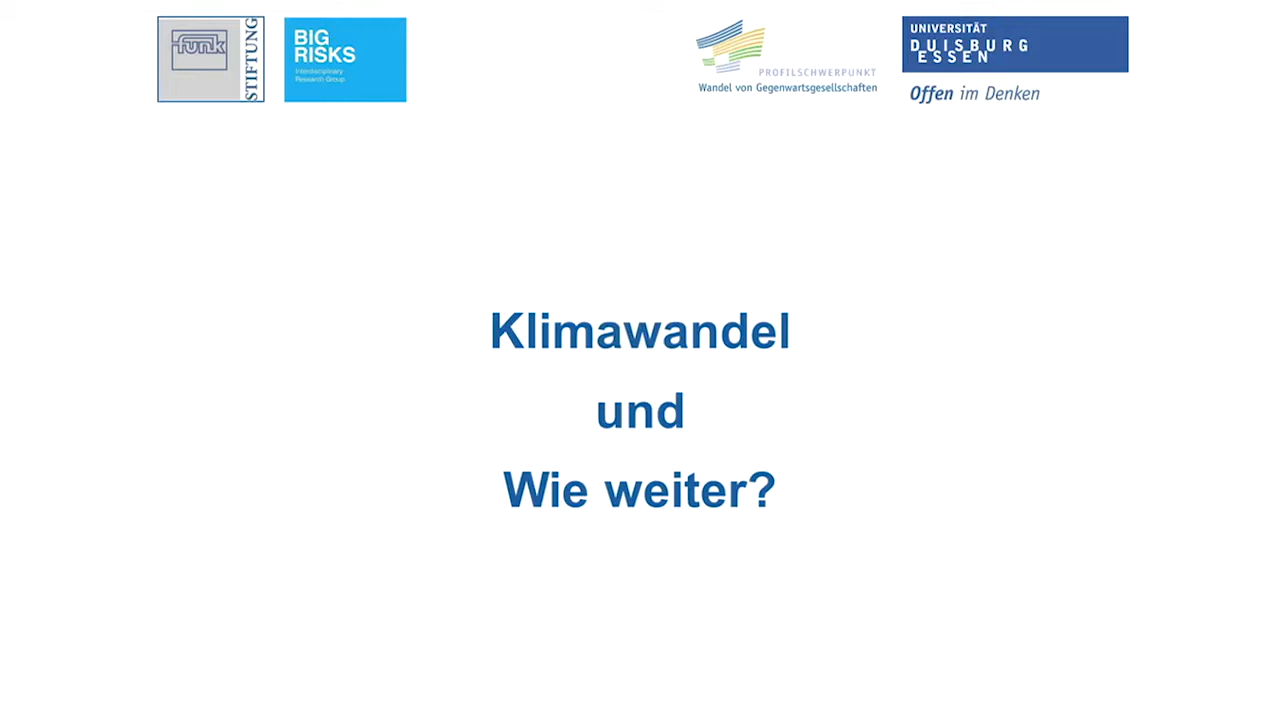 funk
STIFTUNG
BIG
RISKS
Interdisciplinary
Research Group
PROFILSCHWERPUNKT
Wandel von Gegenwartsgesellschaften
UNIVERSITÄT
DUISBURG
ESSEN
Offen im Denken
Klimawandel
und
Wie weiter?